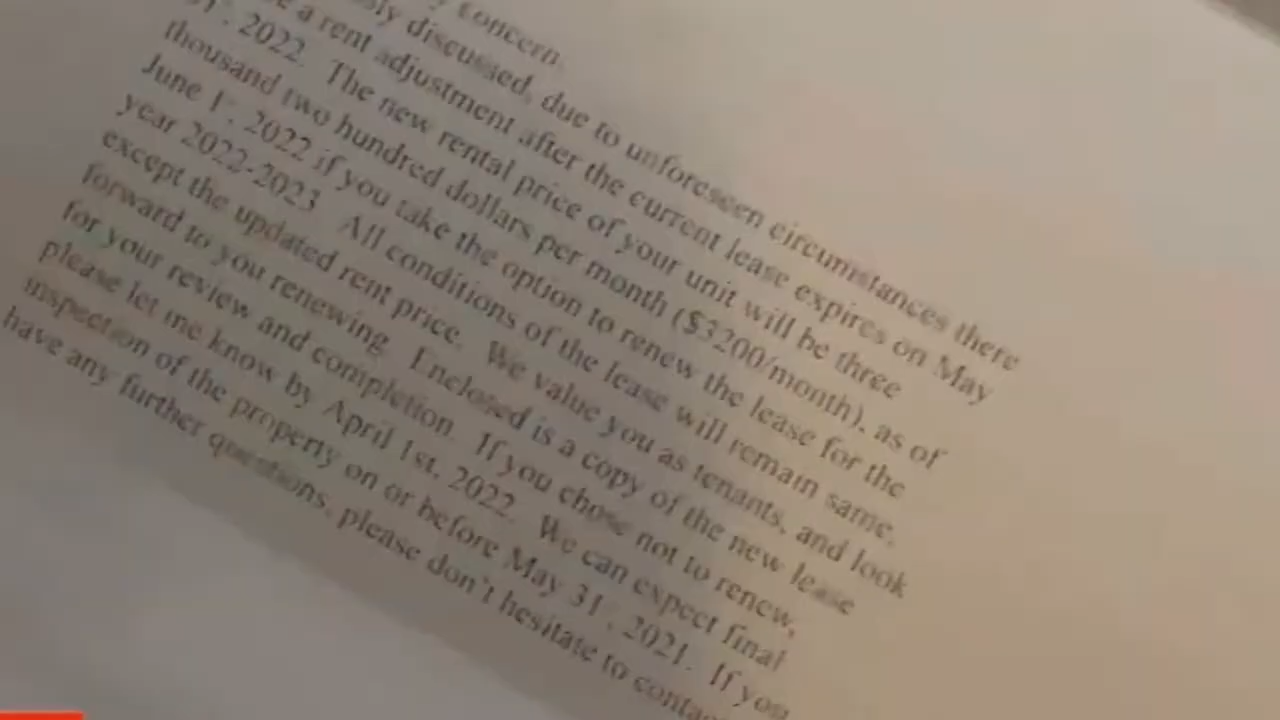 concern.
discussed, due to unforeseen circumstances there
a rent adjustment after the current lease expires on May
2022. The new rental price of your unit will be three
thousand two hundred dollars per month ($3200/month), as of
June 1st, 2022 if you take the option to renew the lease for the
year 2022-2023. All conditions of the lease will remain same,
except the updated rent price. We value you as tenants, and look
forward to you renewing. Enclosed is a copy of the new lease
for your review and completion. If you chose not to renew,
please let me know by April 1st, 2022. We can expect final
inspection of the property on or before May 31st, 2021. If you
have any further questions, please don't hesitate to contac